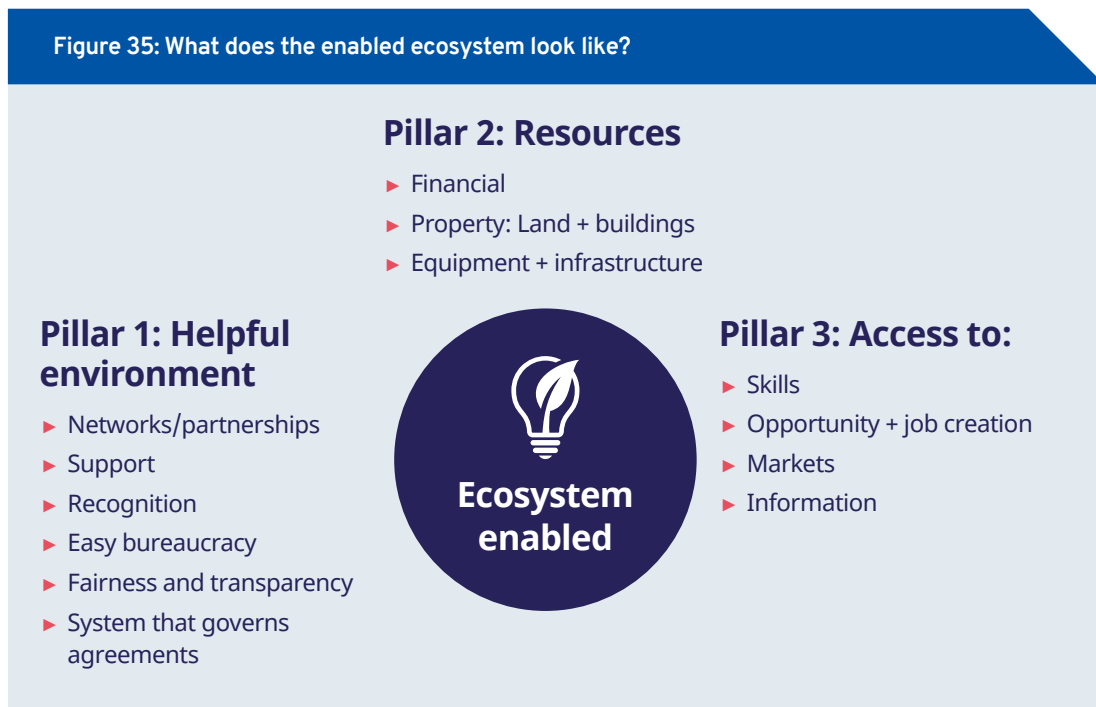 Figure 35: What does the enabled ecosystem look like?
Pillar 2: Resources
► Financial
► Property: Land + buildings
► Equipment + infrastructure
Pillar 1: Helpful
environment
► Networks/partnerships
► Support
► Recognition
► Easy bureaucracy
► Fairness and transparency
► System that governs
agreements
Ecosystem
enabled
Pillar 3: Access to:
► Skills
► Opportunity + job creation
► Markets
► Information